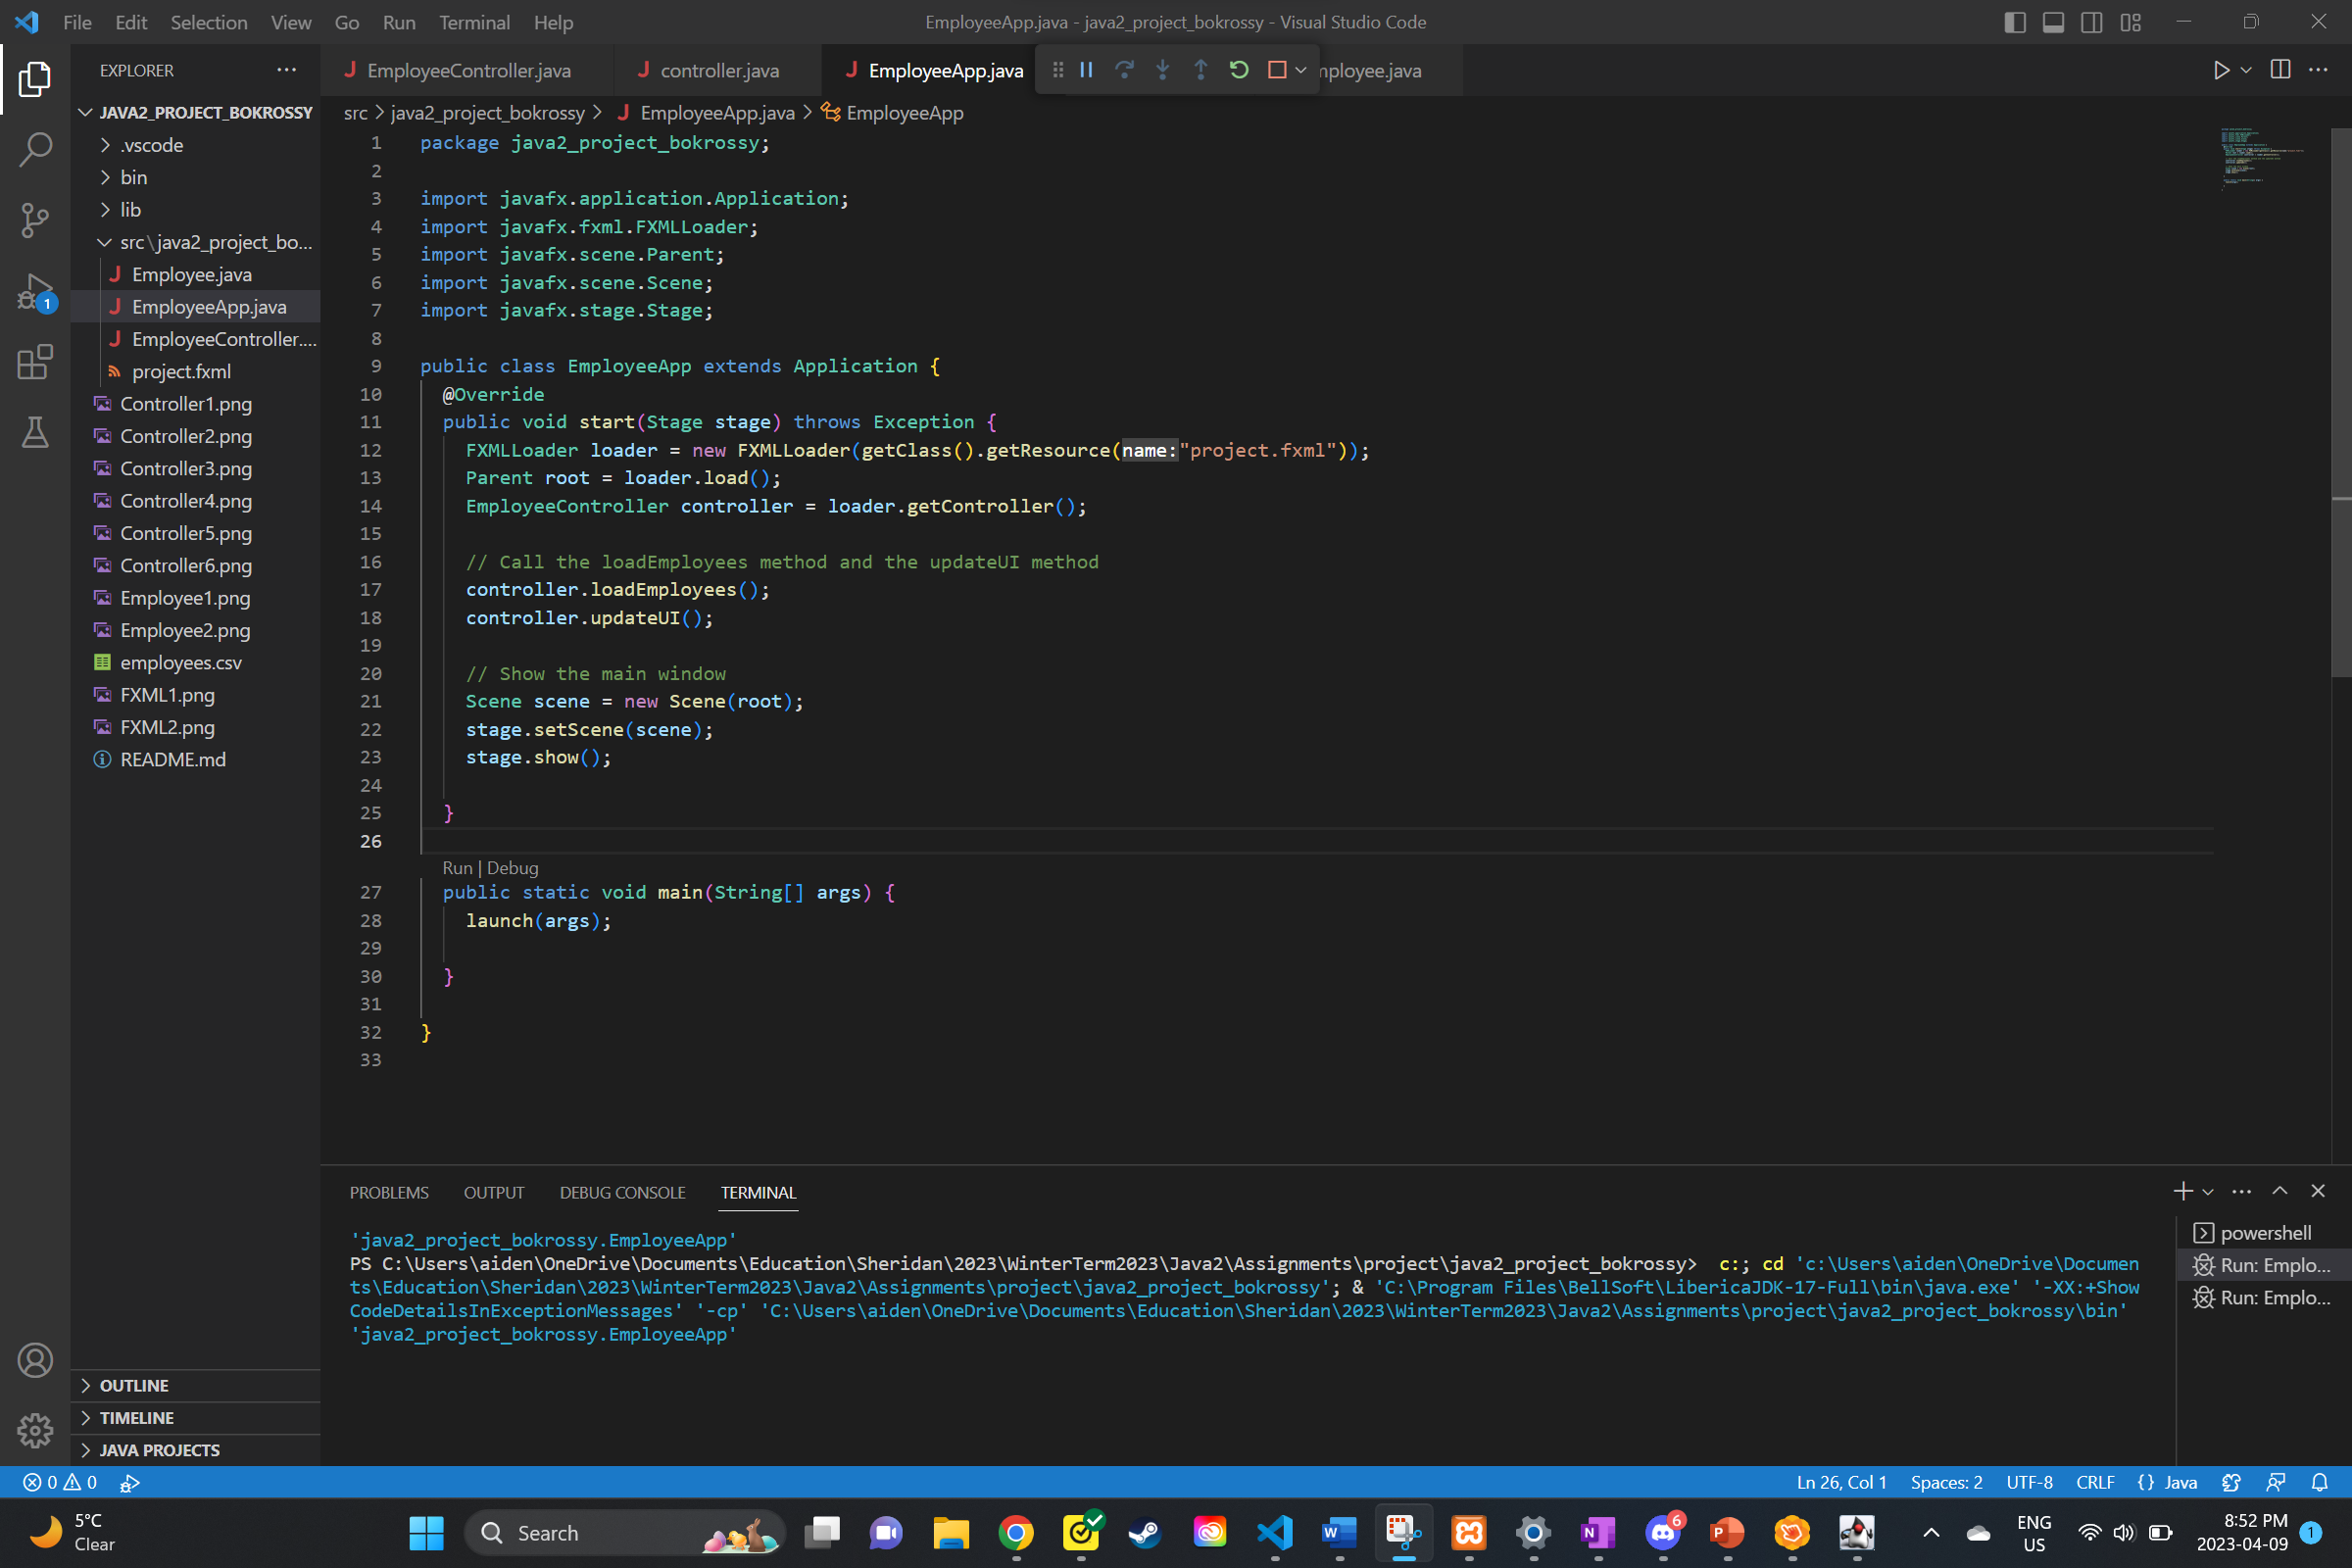 File Edit Selection View Go Run Terminal Help
EmployeeApp.java - java2_project_bokrossy - Visual Studio Code
EXPLORER
JAVA2_PROJECT_BOKROSSY
.vscode
bin
lib
src\java2_project_bo...
Employee.java
EmployeeApp.java
EmployeeController....
project.fxml
Controller1.png
Controller2.png
Controller3.png
Controller4.png
Controller5.png
Controller6.png
Employee1.png
Employee2.png
employees.csv
FXML1.png
FXML2.png
README.md
OUTLINE
TIMELINE
JAVA PROJECTS
1
EmployeeController.java controller.java EmployeeApp.java mployee.java
src > java2_project_bokrossy > EmployeeApp.java > EmployeeApp
1 package java2_project_bokrossy;
2
3 import javafx.application.Application;
4 import javafx.fxml.FXMLLoader;
5 import javafx.scene.Parent;
6 import javafx.scene.Scene;
7 import javafx.stage.Stage;
8
9 public class EmployeeApp extends Application {
10 @Override
11 public void start(Stage stage) throws Exception {
12 FXMLLoader loader = new FXMLLoader(getClass().getResource(name:"project.fxml"));
13 Parent root = loader.load();
14 EmployeeController controller = loader.getController();
15
16 // Call the loadEmployees method and the updateUI method
17 controller.loadEmployees();
18 controller.updateUI();
19
20 // Show the main window
21 Scene scene = new Scene(root);
22 stage.setScene(scene);
23 stage.show();
24
25 }
26
Run | Debug
27 public static void main(String[] args) {
28 launch(args);
29
30 }
31
32 }
33
PROBLEMS OUTPUT DEBUG CONSOLE TERMINAL
'java2_project_bokrossy.EmployeeApp'
PS C:\Users\aiden\OneDrive\Documents\Education\Sheridan\2023\WinterTerm2023\Java2\Assignments\project\java2_project_bokrossy> c:; cd 'c:\Users\aiden\OneDrive\Documen
ts\Education\Sheridan\2023\WinterTerm2023\Java2\Assignments\project\java2_project_bokrossy'; & 'C:\Program Files\BellSoft\LibericaJDK-17-Full\bin\java.exe' '-XX:+Show
CodeDetailsInExceptionMessages' '-cp' 'C:\Users\aiden\OneDrive\Documents\Education\Sheridan\2023\WinterTerm2023\Java2\Assignments\project\java2_project_bokrossy\bin'
'java2_project_bokrossy.EmployeeApp'
powershell
Run: Emplo...
Run: Emplo...
0 0
Ln 26, Col 1 Spaces: 2 UTF-8 CRLF {} Java
5°C
Clear
Search
6
ENG
US
8:52 PM
2023-04-09
1